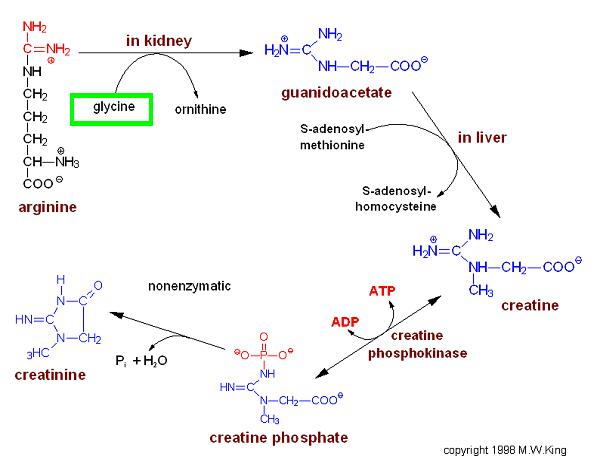 NH2
in kidney
NH2
C=NH2
⊕
NH
glycine
ornithine
CH2
CH2
CH2
⊕
NH3
COO⊖
arginine
NH2
⊕
H2N=C
NH—CH2—COO⊖
guanidoacetate
S-adenosyl
methionine
in liver
S-adenosyl-
homocysteine
NH2
⊕
H2N=C
NH—CH2—COO⊖
CH3
creatine
ATP
ADP
creatine
phosphokinase
nonenzymatic
Pi + H2O
H
N
C
O
HN=C
N
CH2
3HC
creatinine
O
⊖O—P—O⊖
NH
HN=C
N—CH2—COO⊖
CH3
creatine phosphate
copyright 1998 M.W.King